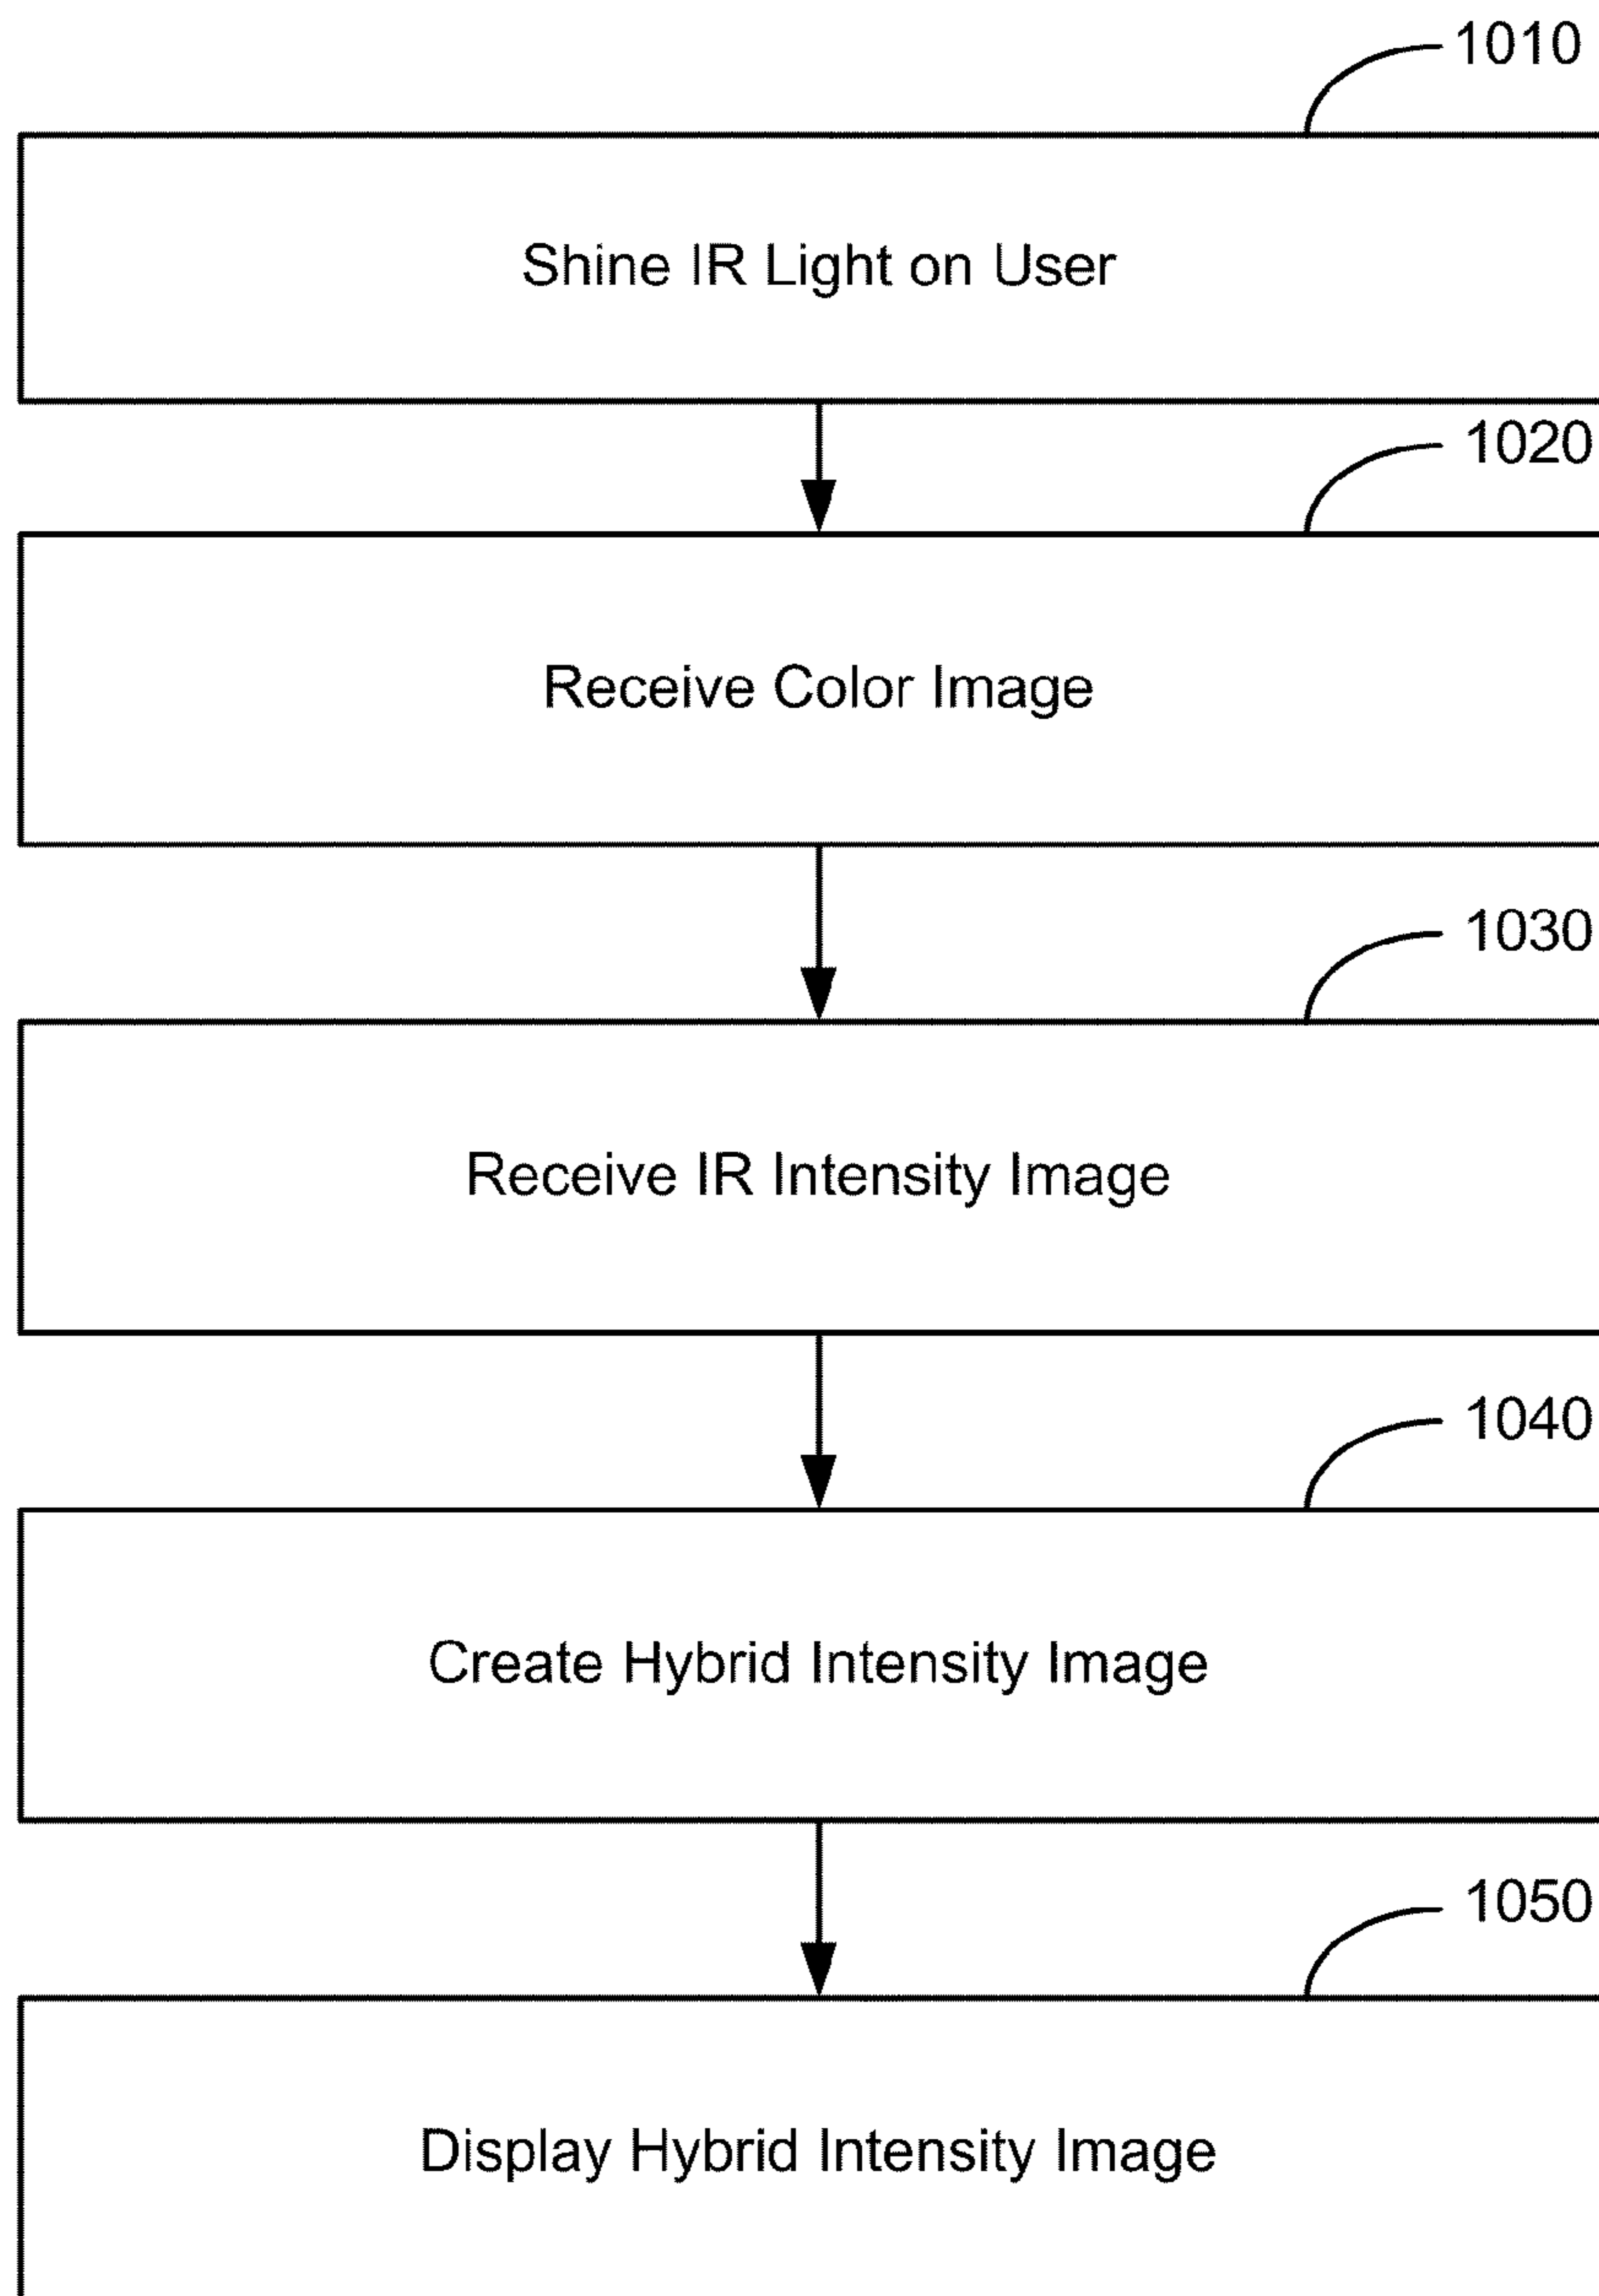 1010
Shine IR Light on User
1020
Receive Color Image
1030
Receive IR Intensity Image
1040
Create Hybrid Intensity Image
1050
Display Hybrid Intensity Image